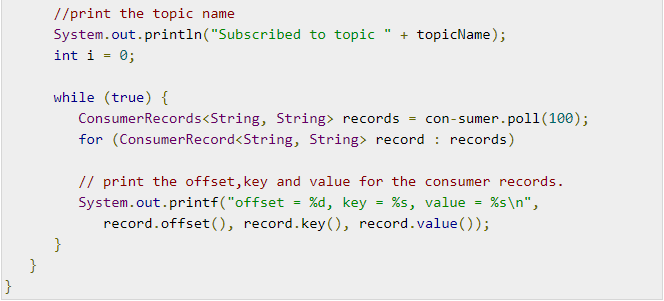 //print the topic name
System.out.println("Subscribed to topic " + topicName);
int i = 0;
while (true) {
ConsumerRecords<String, String> records = con-sumer.poll(100);
for (ConsumerRecord<String, String> record : records)
// print the offset,key and value for the consumer records.
System.out.printf("offset = %d, key = %s, value = %s\n",
record.offset(), record.key(), record.value());
}
}
}